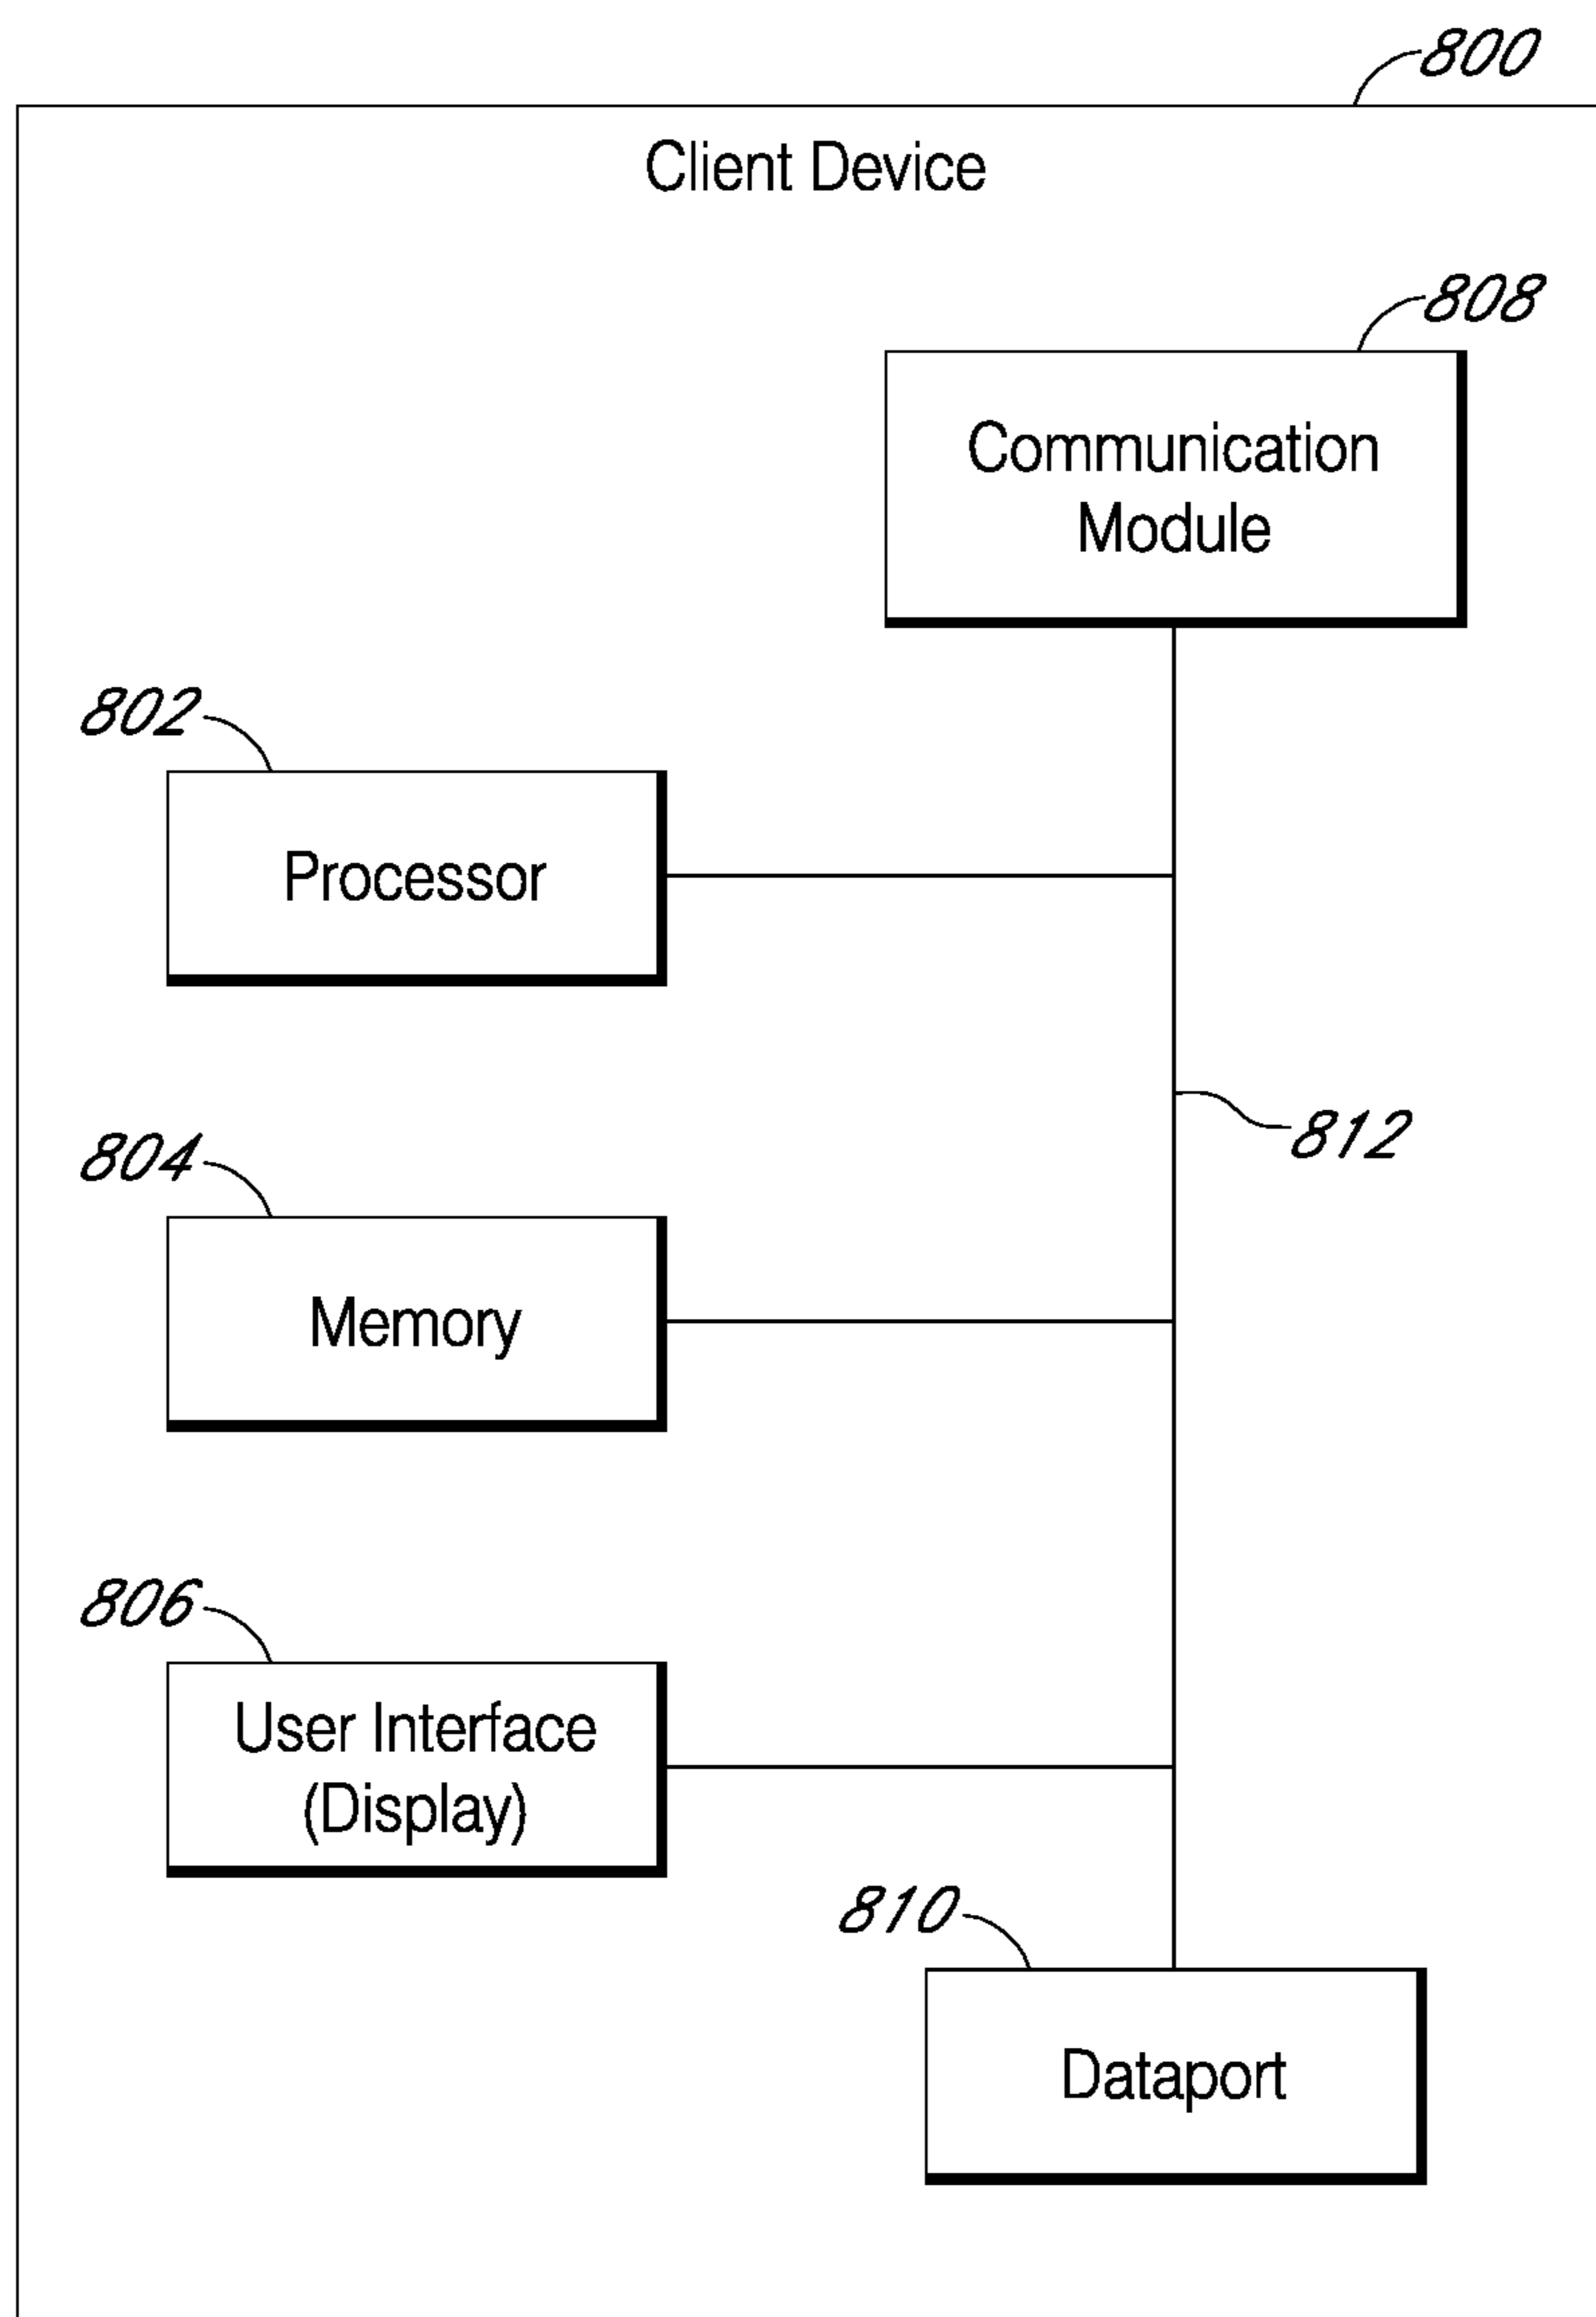 800
Client Device
808
Communication
Module
802
Processor
812
804
Memory
806
User Interface
(Display)
810
Dataport